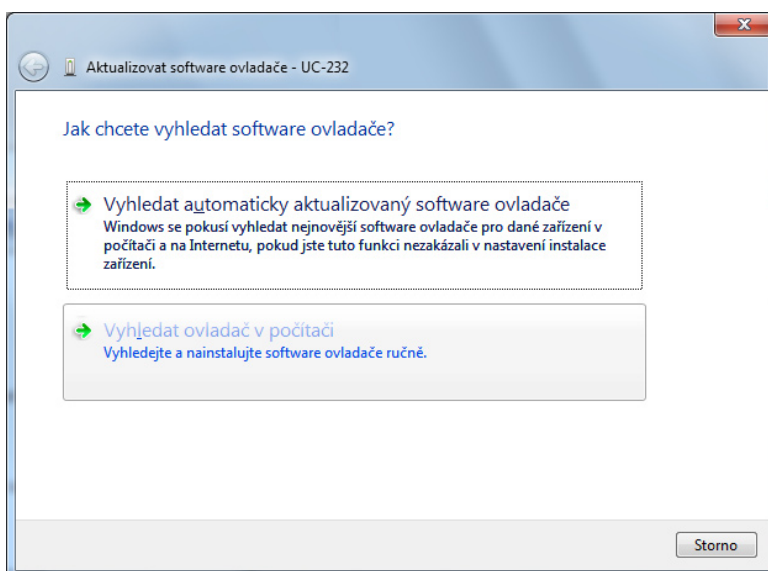 Aktualizovat software ovladače - UC-232
Jak chcete vyhledat software ovladače?
Vyhledat automaticky aktualizovaný software ovladače
Windows se pokusí vyhledat nejnovější software ovladače pro dané zařízení v
počítači a na Internetu, pokud jste tuto funkci nezakázali v nastavení instalace
zařízení.
Vyhledat ovladač v počítači
Vyhledejte a nainstalujte software ovladače ručně.
Storno